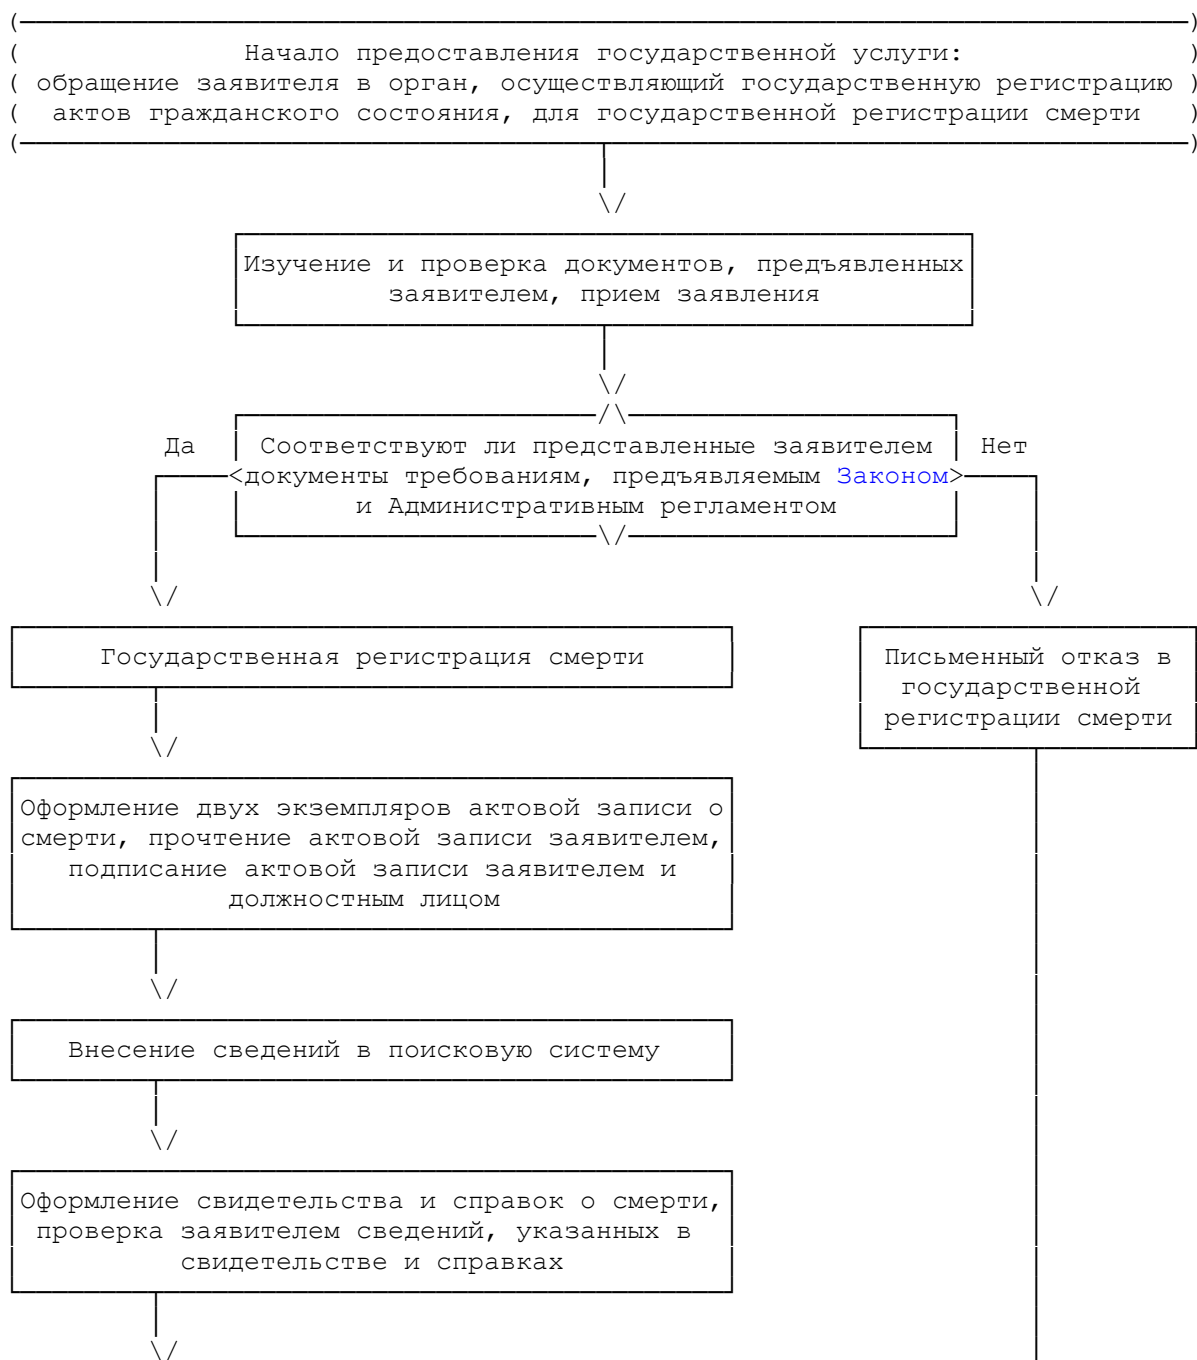 Начало предоставления государственной услуги:
обращение заявителя в орган, осуществляющий государственную регистрацию
актов гражданского состояния, для государственной регистрации смерти
Изучение и проверка документов, предъявленных
заявителем, прием заявления
Да
Соответствуют ли представленные заявителем
Нет
документы требованиям, предъявляемым Законом
и Административным регламентом
Государственная регистрация смерти
Письменный отказ в
государственной
регистрации смерти
Оформление двух экземпляров актовой записи о
смерти, прочтение актовой записи заявителем,
подписание актовой записи заявителем и
должностным лицом
Внесение сведений в поисковую систему
Оформление свидетельства и справок о смерти,
проверка заявителем сведений, указанных в
свидетельстве и справках